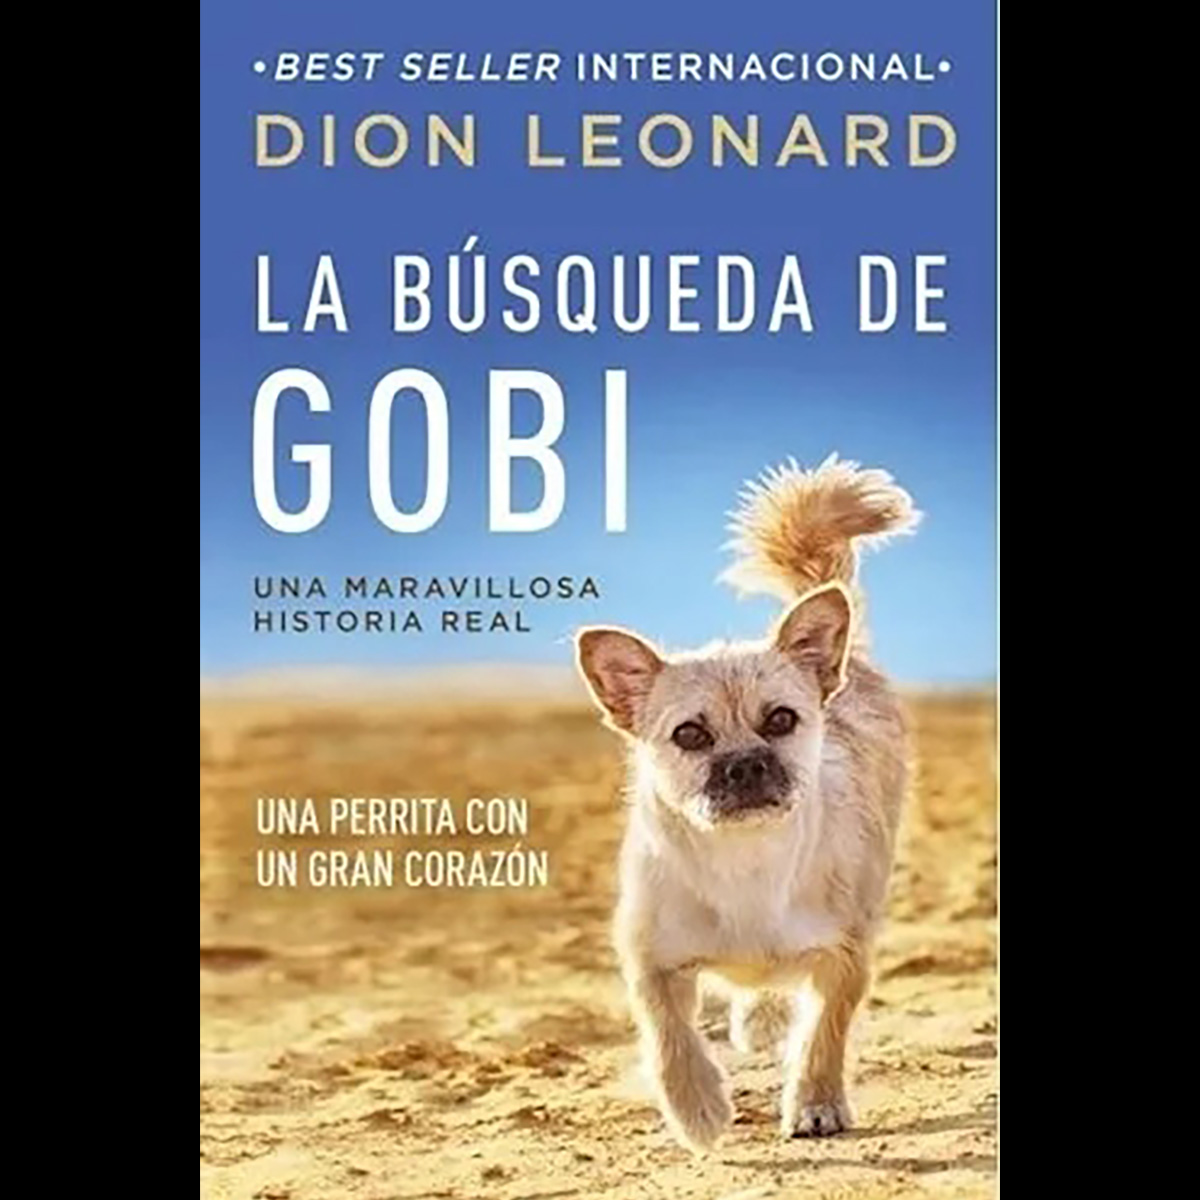 • BEST SELLER INTERNACIONAL •
DION LEONARD
LA BÚSQUEDA DE
GOBI
UNA MARAVILLOSA
HISTORIA REAL
UNA PERRITA CON
UN GRAN CORAZÓN